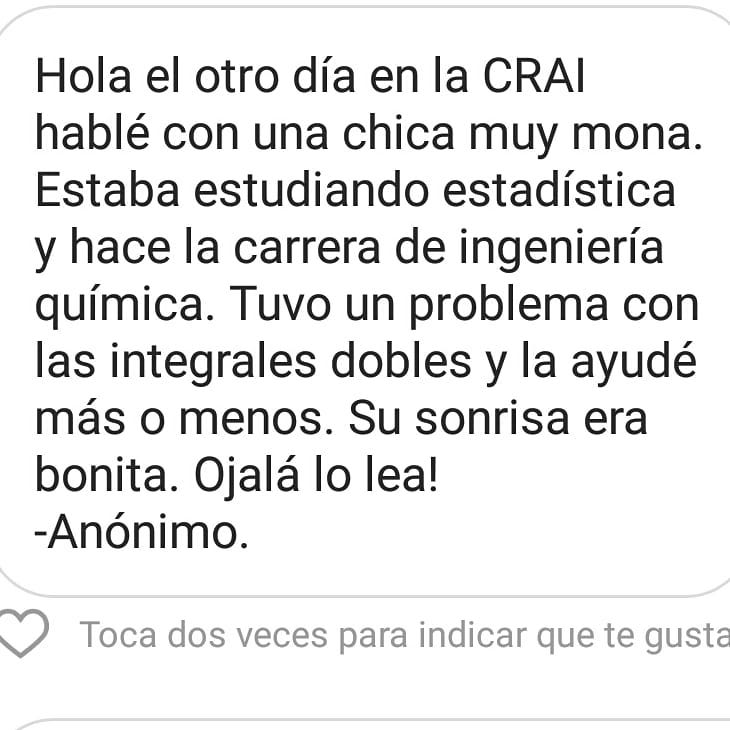 Hola el otro día en la CRAI
hablé con una chica muy mona.
Estaba estudiando estadística
y hace la carrera de ingeniería
química. Tuvo un problema con
las integrales dobles y la ayudé
más o menos. Su sonrisa era
bonita. Ojalá lo lea!
-Anónimo.
Toca dos veces para indicar que te gusta